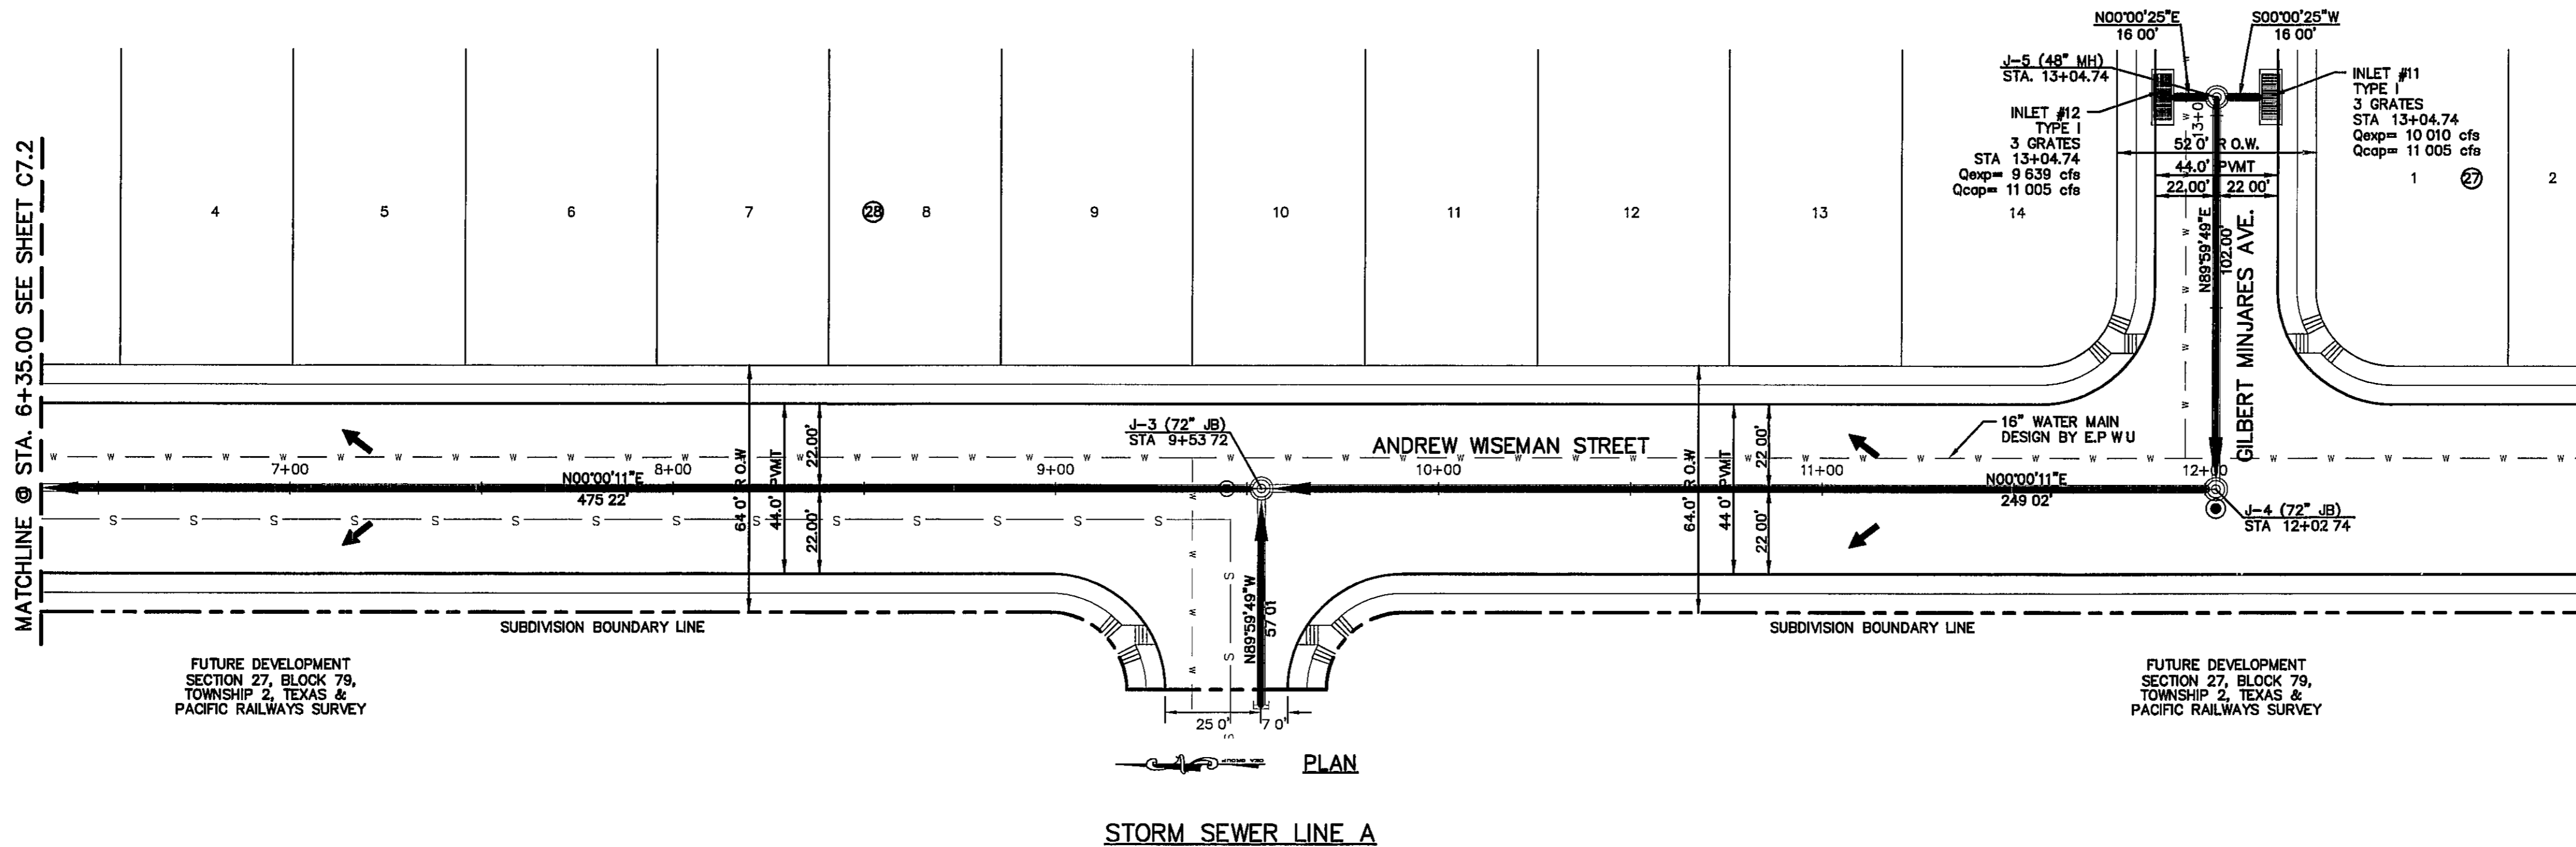 N00°00'25"E
16 00'
S00°00'25"W
16 00'
J-5 (48" MH)
STA. 13+04.74
INLET #12
TYPE I
3 GRATES
STA 13+04.74
Qexp= 9 639 cfs
Qcap= 11 005 cfs
INLET #11
TYPE I
3 GRATES
STA 13+04.74
Qexp= 10 010 cfs
Qcap= 11 005 cfs
13+0
52 0' R O.W.
44.0' PVMT
22.00' 22 00'
N89°59'49"E
102.00'
GILBERT MINJARES AVE.
MATCHLINE @ STA. 6+35.00 SEE SHEET C7.2
4 5 6 7 28 8 9 10 11 12 13 14 1 27 2
J-3 (72" JB)
STA 9+53 72
ANDREW WISEMAN STREET
16" WATER MAIN
DESIGN BY E.P W U
W W W W W W W W W W W W W W W W W W
7+00 8+00 9+00 10+00 11+00 12+00
N00°00'11"E
475 22'
N00°00'11"E
249 02'
64 0' R O.W
44.0' PVMT
22.00'
22.00'
64.0' R O.W
44 0' PVMT
22 00'
22 00'
J-4 (72" JB)
STA 12+02 74
S S S S S S S S S S S S S S
S
S
N89°59'49"W
57 01
SUBDIVISION BOUNDARY LINE
SUBDIVISION BOUNDARY LINE
FUTURE DEVELOPMENT
SECTION 27, BLOCK 79,
TOWNSHIP 2, TEXAS &
PACIFIC RAILWAYS SURVEY
FUTURE DEVELOPMENT
SECTION 27, BLOCK 79,
TOWNSHIP 2, TEXAS &
PACIFIC RAILWAYS SURVEY
25 0' 7 0'
PLAN
STORM SEWER LINE A